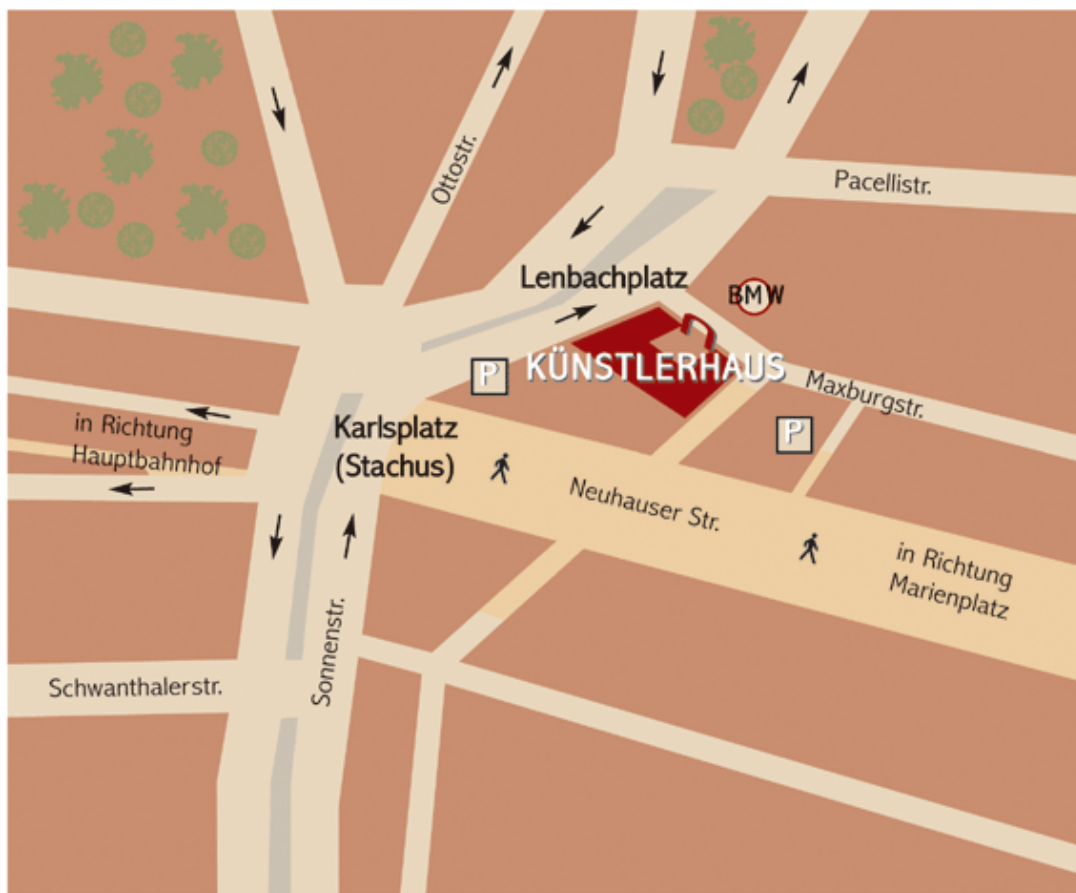 Ottostr.
Pacellistr.
Lenbachplatz
BMW
KÜNSTLERHAUS
P
Maxburgstr.
in Richtung
Hauptbahnhof
Karlsplatz
(Stachus)
P
Neuhauser Str.
in Richtung
Marienplatz
Sonnenstr.
Schwanthalerstr.